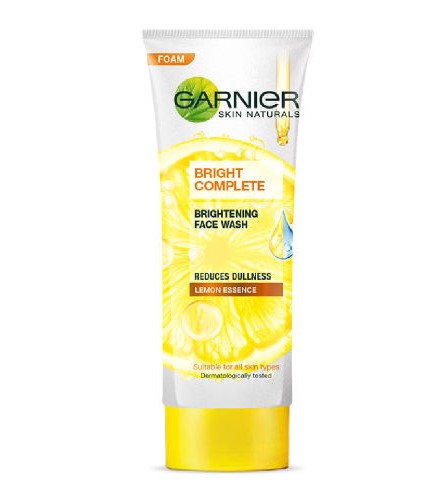 FOAM
GARNIER
SKIN NATURALS
BRIGHT
COMPLETE
BRIGHTENING
FACE WASH
REDUCES DULLNESS
LEMON ESSENCE
Suitable for all skin types
Dermatologically tested